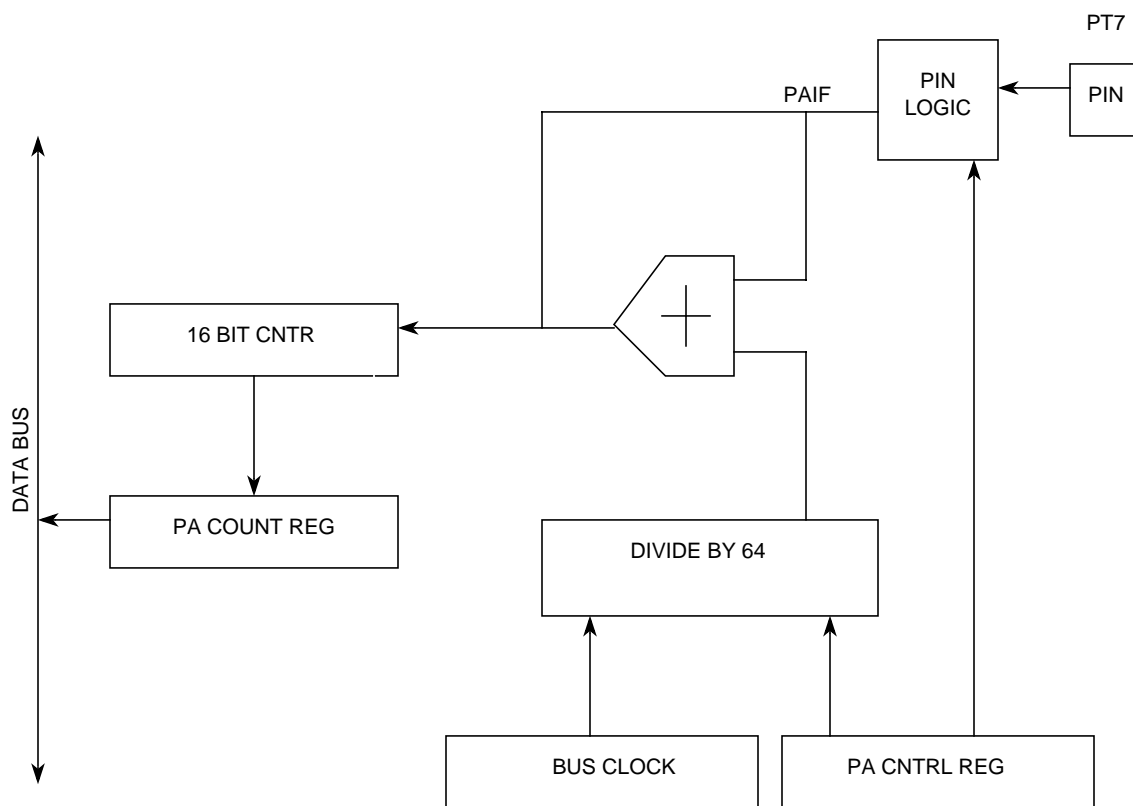 PT7
PIN
LOGIC
PIN
PAIF
16 BIT CNTR
DATA BUS
PA COUNT REG
DIVIDE BY 64
BUS CLOCK
PA CNTRL REG